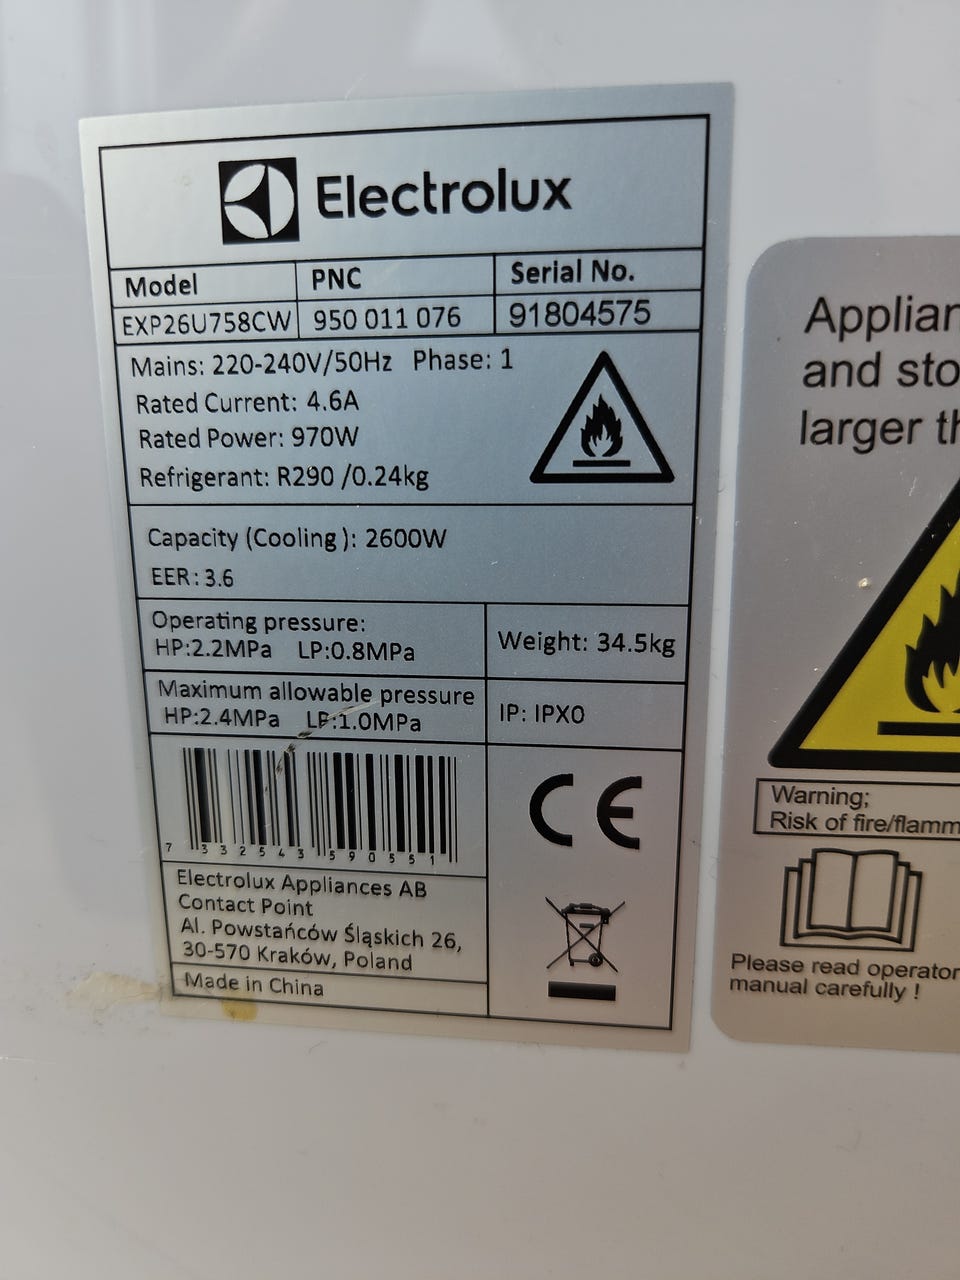 Electrolux
Model PNC Serial No.
EXP26U758CW 950 011 076 91804575
Mains: 220-240V/50Hz Phase: 1
Rated Current: 4.6A
Rated Power: 970W
Refrigerant: R290 /0.24kg
Capacity (Cooling): 2600W
EER: 3.6
Operating pressure:
HP:2.2MPa LP:0.8MPa
Weight: 34.5kg
Maximum allowable pressure
HP:2.4MPa LP:1.0MPa
IP: IPX0
7 332543 590551
CE
Electrolux Appliances AB
Contact Point
Al. Powstańców Śląskich 26,
30-570 Kraków, Poland
Made in China
Applian
and sto
larger th
Warning;
Risk of fire/flamm
Please read operator
manual carefully !